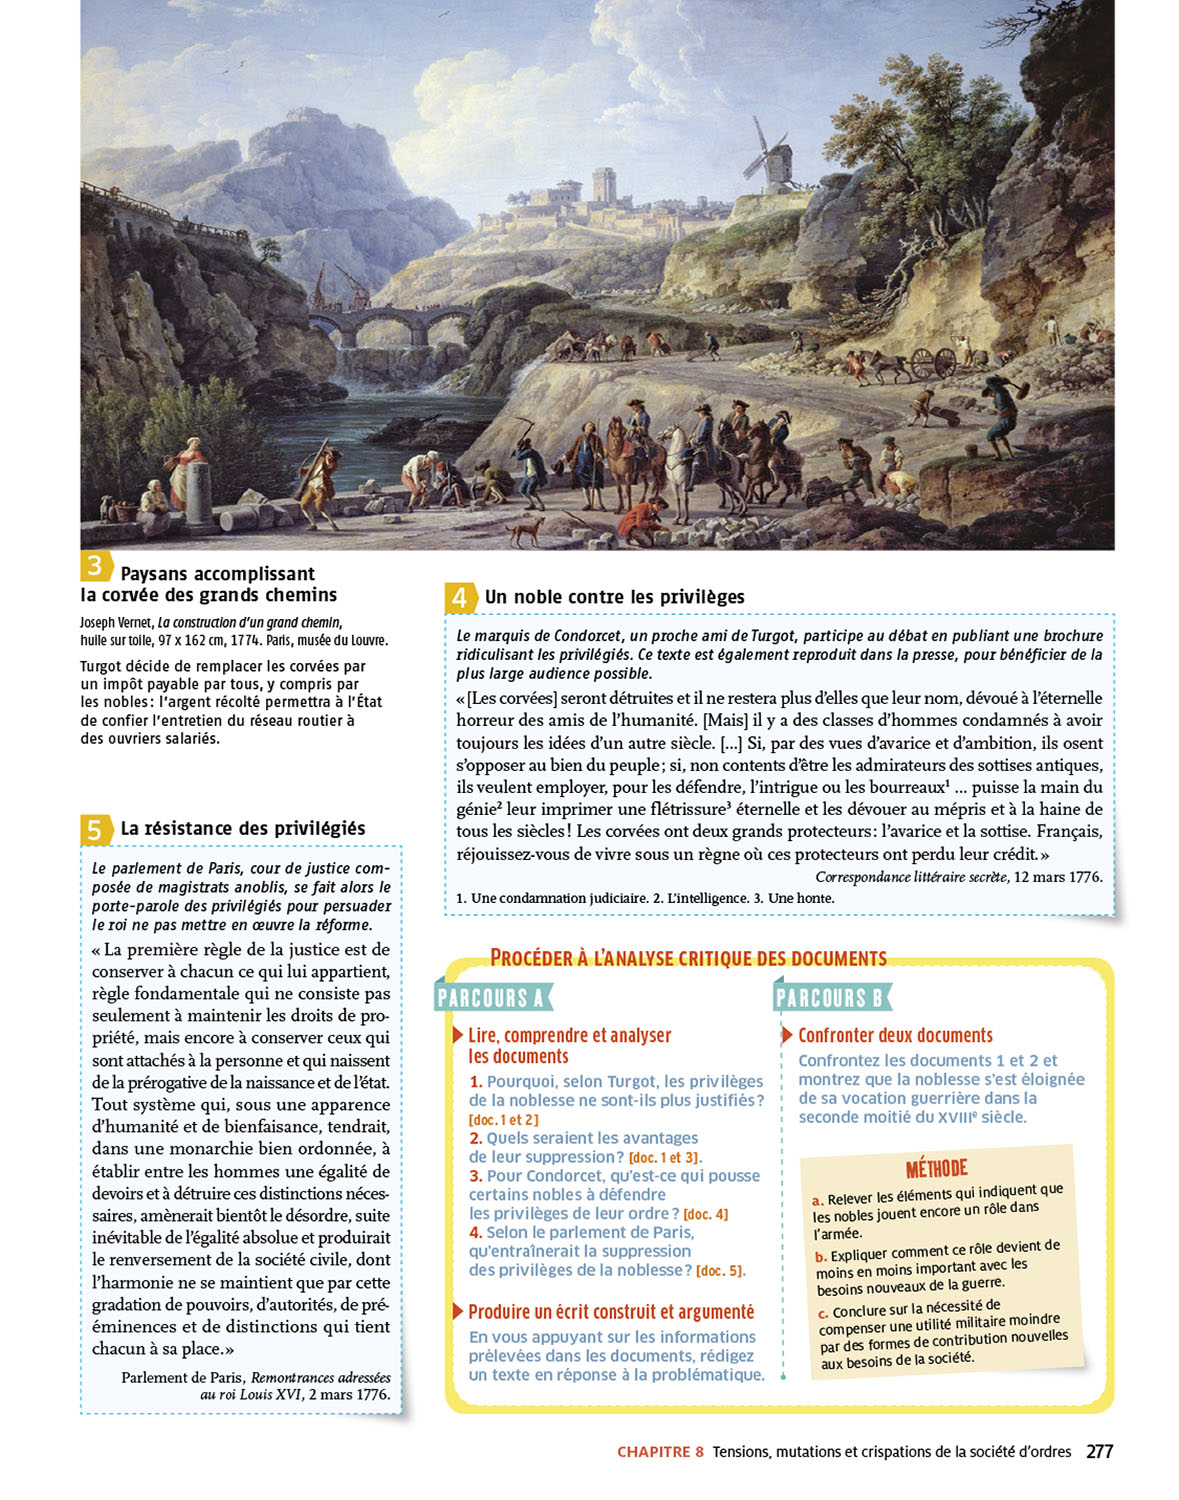 3 Paysans accomplissant
la corvée des grands chemins
Joseph Vernet, La construction d'un grand chemin,
huile sur toile, 97 x 162 cm, 1774. Paris, musée du Louvre.
Turgot décide de remplacer les corvées par
un impôt payable par tous, y compris par
les nobles : l'argent récolté permettra à l'État
de confier l'entretien du réseau routier à
des ouvriers salariés.
4 Un noble contre les privilèges
Le marquis de Condorcet, un proche ami de Turgot, participe au débat en publiant une brochure
ridiculisant les privilégiés. Ce texte est également reproduit dans la presse, pour bénéficier de la
plus large audience possible.
« [Les corvées] seront détruites et il ne restera plus d'elles que leur nom, dévoué à l'éternelle
horreur des amis de l'humanité. [Mais] il y a des classes d'hommes condamnés à avoir
toujours les idées d'un autre siècle. [...] Si, par des vues d'avarice et d'ambition, ils osent
s'opposer au bien du peuple ; si, non contents d'être les admirateurs des sottises antiques,
ils veulent employer, pour les défendre, l'intrigue ou les bourreaux¹ ... puisse la main du
génie² leur imprimer une flétrissure³ éternelle et les dévouer au mépris et à la haine de
tous les siècles ! Les corvées ont deux grands protecteurs : l'avarice et la sottise. Français,
réjouissez-vous de vivre sous un règne où ces protecteurs ont perdu leur crédit. »
Correspondance littéraire secrète, 12 mars 1776.
1. Une condamnation judiciaire. 2. L'intelligence. 3. Une honte.
5 La résistance des privilégiés
Le parlement de Paris, cour de justice com-
posée de magistrats anoblis, se fait alors le
porte-parole des privilégiés pour persuader
le roi ne pas mettre en œuvre la réforme.
« La première règle de la justice est de
conserver à chacun ce qui lui appartient,
règle fondamentale qui ne consiste pas
seulement à maintenir les droits de pro-
priété, mais encore à conserver ceux qui
sont attachés à la personne et qui naissent
de la prérogative de la naissance et de l'état.
Tout système qui, sous une apparence
d'humanité et de bienfaisance, tendrait,
dans une monarchie bien ordonnée, à
établir entre les hommes une égalité de
devoirs et à détruire ces distinctions néces-
saires, amènerait bientôt le désordre, suite
inévitable de l'égalité absolue et produirait
le renversement de la société civile, dont
l'harmonie ne se maintient que par cette
gradation de pouvoirs, d'autorités, de pré-
éminences et de distinctions qui tient
chacun à sa place. »
Parlement de Paris, Remontrances adressées
au roi Louis XVI, 2 mars 1776.
PROCÉDER À L'ANALYSE CRITIQUE DES DOCUMENTS
PARCOURS A
Lire, comprendre et analyser
les documents
1. Pourquoi, selon Turgot, les privilèges
de la noblesse ne sont-ils plus justifiés ?
[doc. 1 et 2]
2. Quels seraient les avantages
de leur suppression ? [doc. 1 et 3].
3. Pour Condorcet, qu'est-ce qui pousse
certains nobles à défendre
les privilèges de leur ordre ? [doc. 4]
4. Selon le parlement de Paris,
qu'entraînerait la suppression
des privilèges de la noblesse ? [doc. 5].
Produire un écrit construit et argumenté
En vous appuyant sur les informations
prélevées dans les documents, rédigez
un texte en réponse à la problématique.
PARCOURS B
Confronter deux documents
Confrontez les documents 1 et 2 et
montrez que la noblesse s'est éloignée
de sa vocation guerrière dans la
seconde moitié du XVIIIe siècle.
MÉTHODE
a. Relever les éléments qui indiquent que
les nobles jouent encore un rôle dans
l'armée.
b. Expliquer comment ce rôle devient de
moins en moins important avec les
besoins nouveaux de la guerre.
c. Conclure sur la nécessité de
compenser une utilité militaire moindre
par des formes de contribution nouvelles
aux besoins de la société.
CHAPITRE 8 Tensions, mutations et crispations de la société d'ordres 277